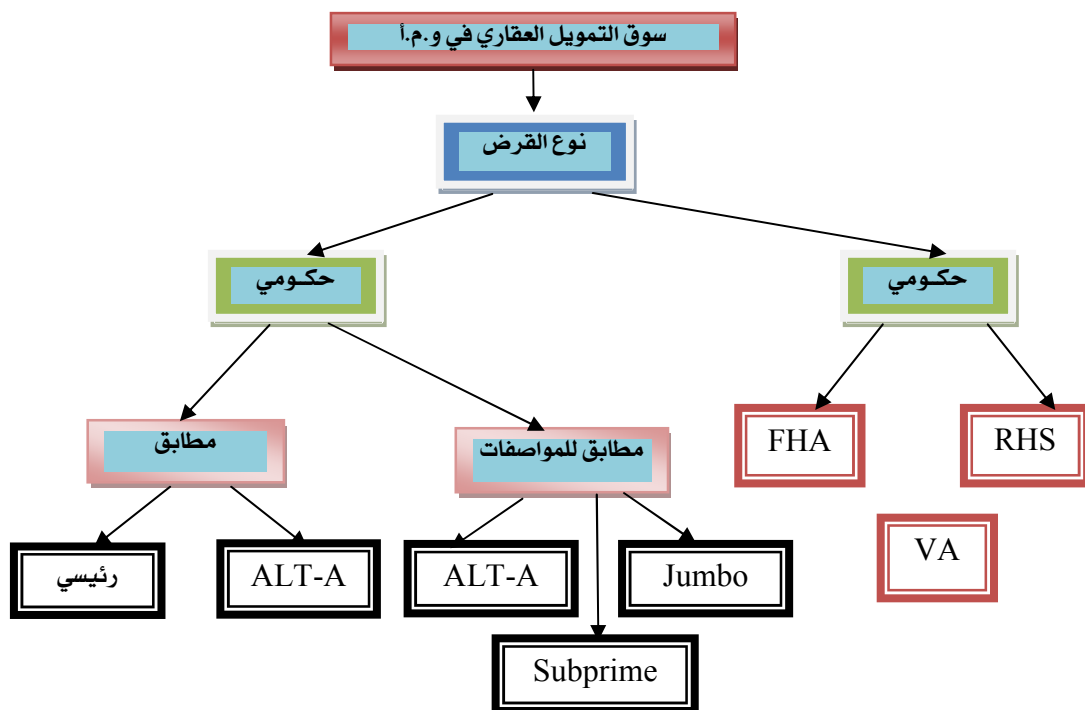 سوق التمويل العقاري في و.م.أ
نوع القرض
حكـومي
حكـومي
مطابق
مطابق للمواصفات
FHA
RHS
رئيسي
ALT-A
ALT-A
Jumbo
VA
Subprime